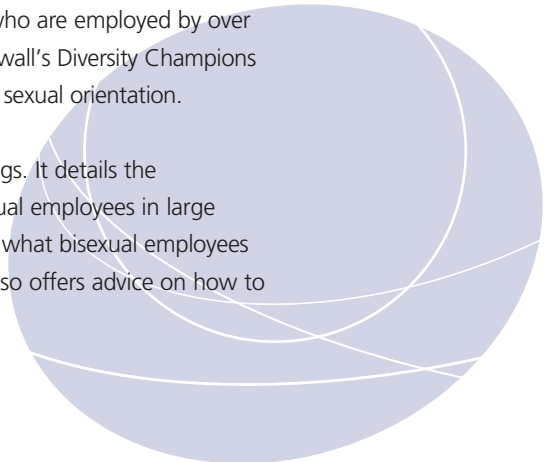 who are employed by over
wall's Diversity Champions
sexual orientation.
gs. It details the
ual employees in large
what bisexual employees
so offers advice on how to